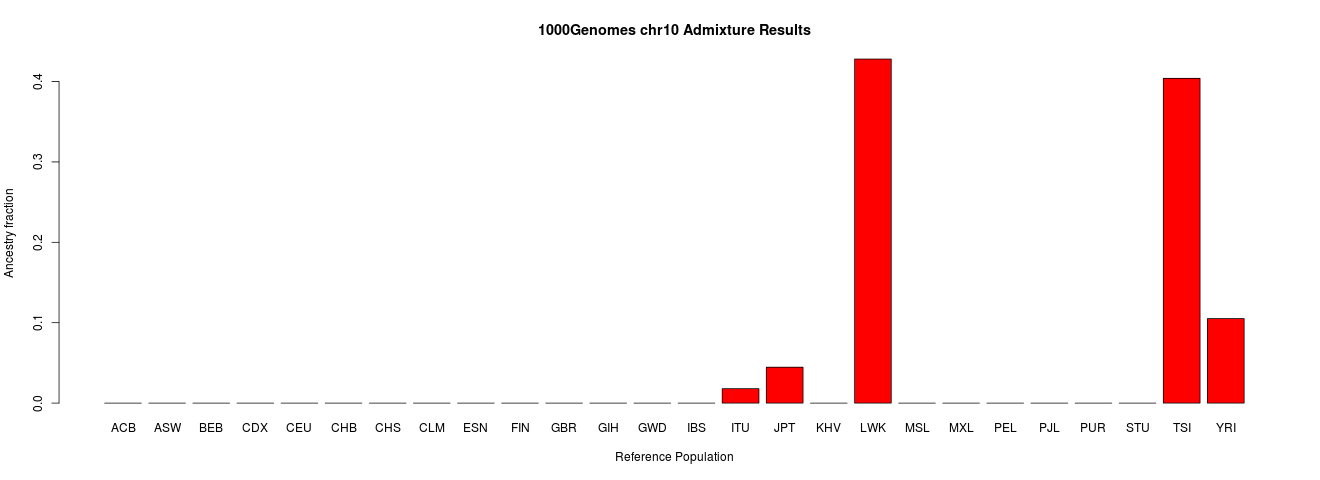 1000Genomes chr10 Admixture Results
Ancestry fraction
0.4
0.3
0.2
0.1
0.0
ACB ASW BEB CDX CEU CHB CHS CLM ESN FIN GBR GIH GWD IBS ITU JPT KHV LWK MSL MXL PEL PJL PUR STU TSI YRI
Reference Population